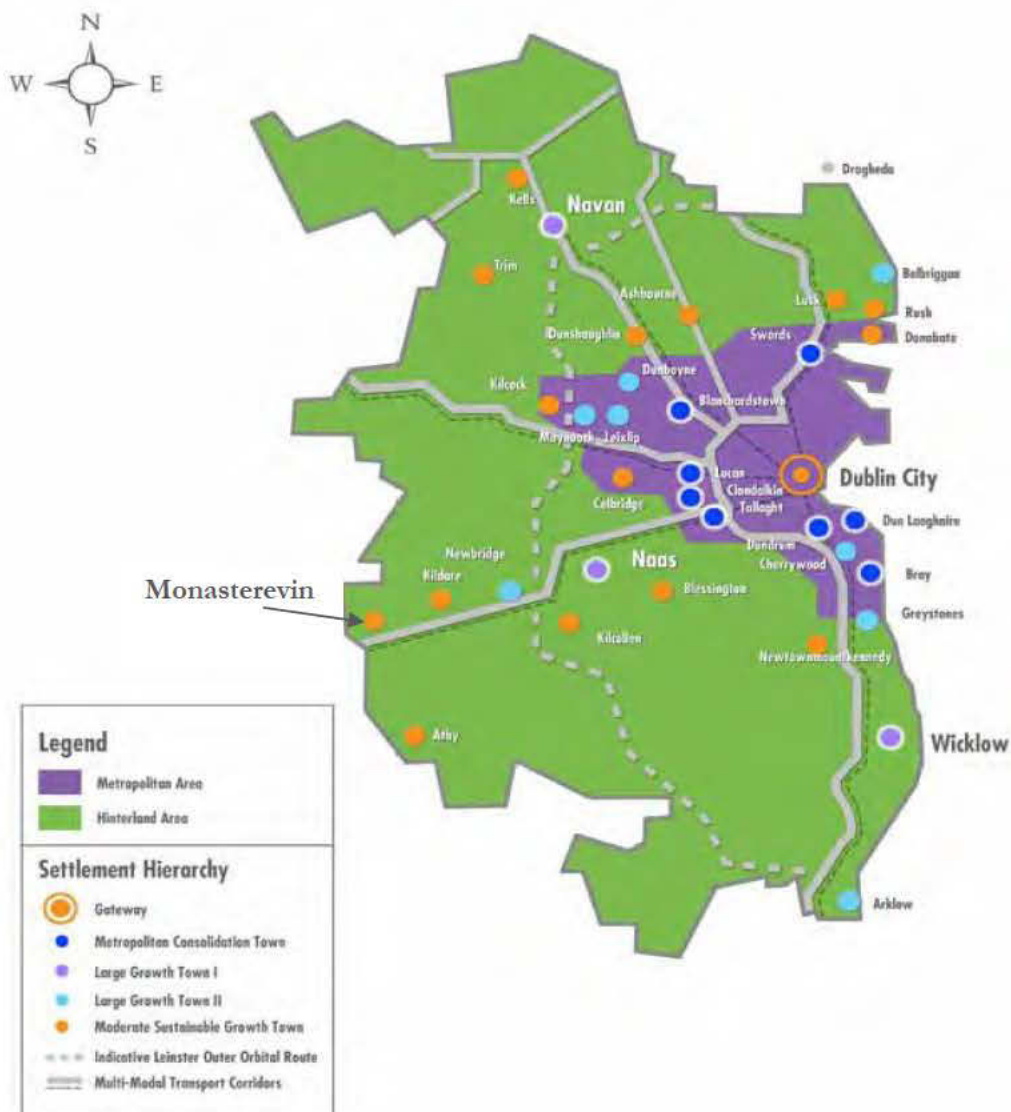 N
W E
S
Drogheda
Kells
Navan
Trim
Balbriggan
Ashbourne
Lusk
Rush
Dunshaughlin
Swords
Donabate
Dunboyne
Kilcock
Blanchardstown
Maynooth Leixlip
Lucan
Dublin City
Celbridge
Clondalkin
Tallaght
Dun Laoghaire
Dundrum
Newbridge
Naas
Cherrywood
Monasterevin
Kildare
Blessington
Bray
Greystones
Kilcullen
Newtownmountkennedy
Athy
Wicklow
Arklow
Legend
Metropolitan Area
Hinterland Area
Settlement Hierarchy
Gateway
Metropolitan Consolidation Town
Large Growth Town I
Large Growth Town II
Moderate Sustainable Growth Town
Indicative Leinster Outer Orbital Route
Multi-Modal Transport Corridors